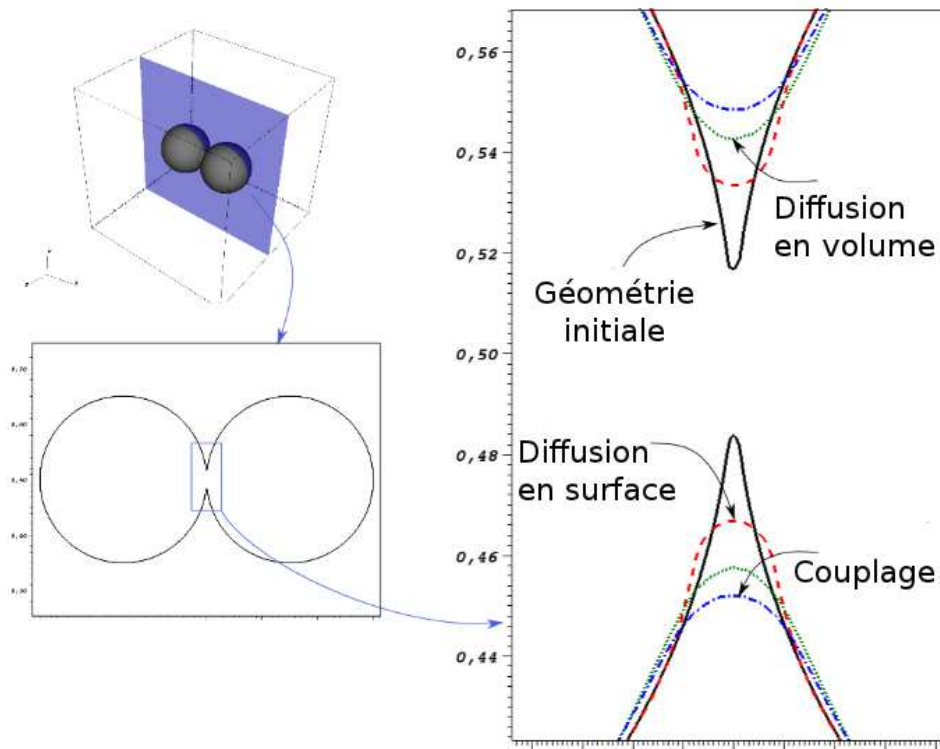 0,56
0,54
Diffusion
en volume
0,52
Géométrie
initiale
0,50
0,48
Diffusion
en surface
0,46
Couplage
0,44